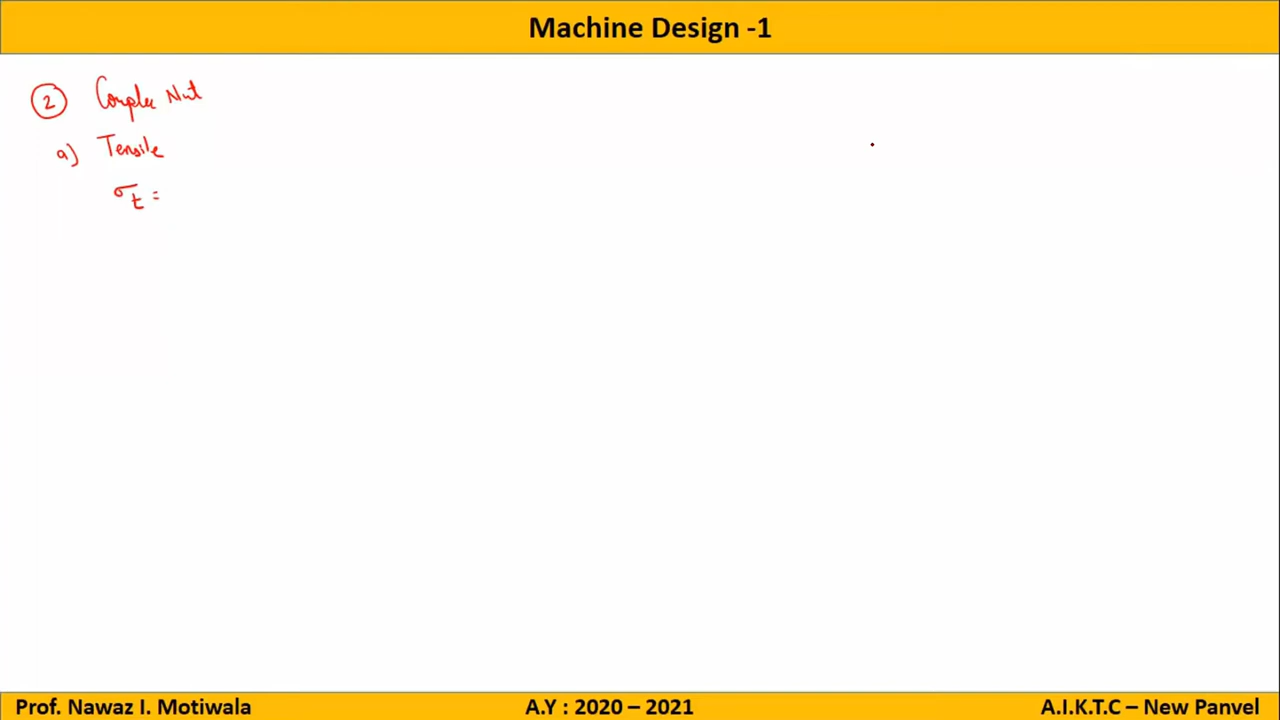 Machine Design -1
2 Coupler Nut
a) Tensile
σt =
Prof. Nawaz I. Motiwala
A.Y : 2020 – 2021
A.I.K.T.C – New Panvel